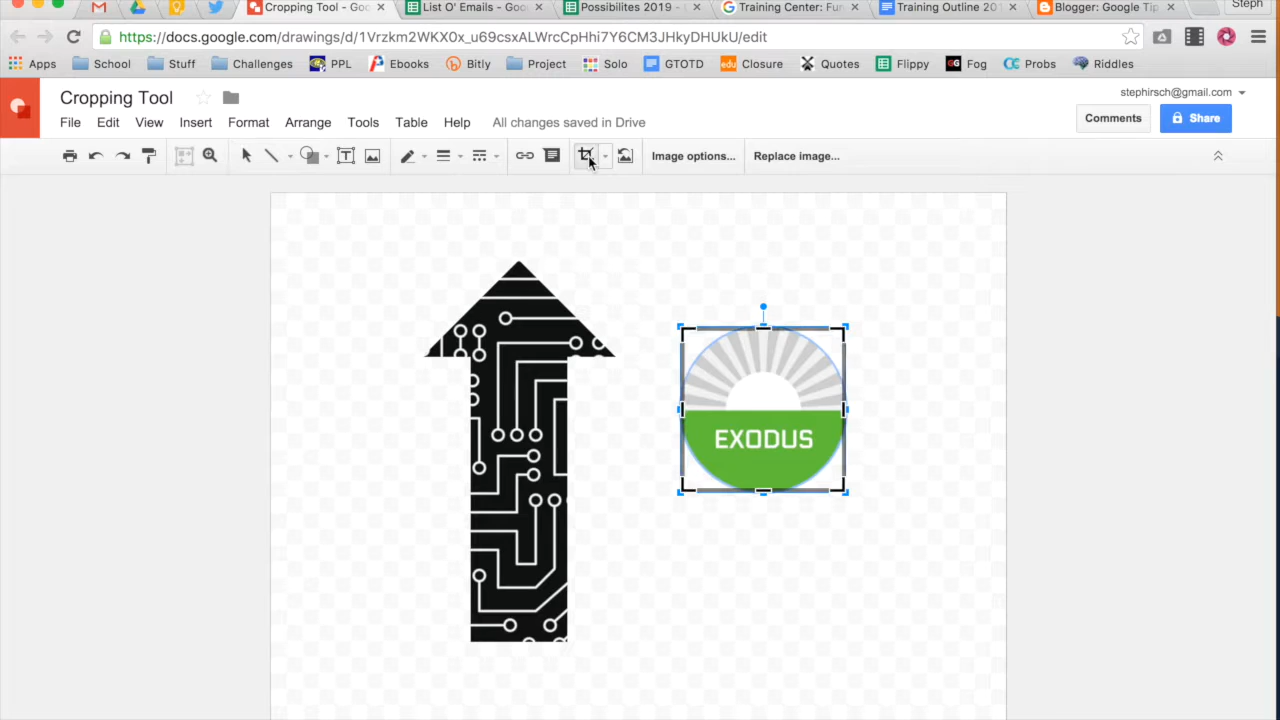 Cropping Tool - Goo
List O' Emails - Goo
Possibilites 2019 -
Training Center: Fun
Training Outline 201
Blogger: Google Tip
Steph
https://docs.google.com/drawings/d/1Vrzkm2WKX0x_u69csxALWrcCpHhi7Y6CM3JHkyDHUkU/edit
Apps School Stuff Challenges PPL Ebooks Bitly Project Solo GTOTD edu Closure Quotes Flippy GG Fog Probs Riddles
Cropping Tool
stephirsch@gmail.com
File Edit View Insert Format Arrange Tools Table Help All changes saved in Drive
Comments
Share
Image options...
Replace image...
EXODUS